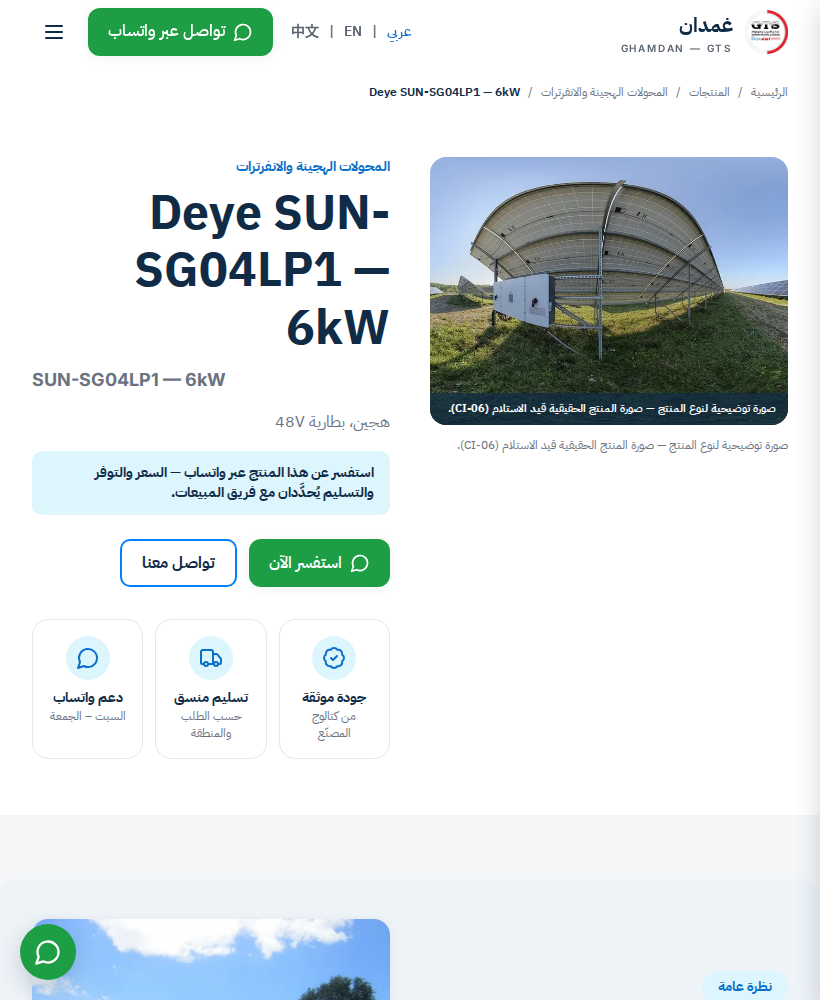 GTS
غمدان
GHAMDAN — GTS
عربي | EN | 中文
تواصل عبر واتساب
الرئيسية / المنتجات / المحولات الهجينة والانفرترات / Deye SUN-SG04LP1 — 6kW
صورة توضيحية لنوع المنتج — صورة المنتج الحقيقية قيد الاستلام (CI-06).
صورة توضيحية لنوع المنتج — صورة المنتج الحقيقية قيد الاستلام (CI-06).
المحولات الهجينة والانفرترات
Deye SUN-
SG04LP1 —
6kW
SUN-SG04LP1 — 6kW
هجين، بطارية 48V
استفسر عن هذا المنتج عبر واتساب — السعر والتوفر
والتسليم يُحدَّدان مع فريق المبيعات.
استفسر الآن
تواصل معنا
جودة موثقة
من كتالوج
المصنّع
تسليم منسق
حسب الطلب
والمنطقة
دعم واتساب
السبت – الجمعة
نظرة عامة